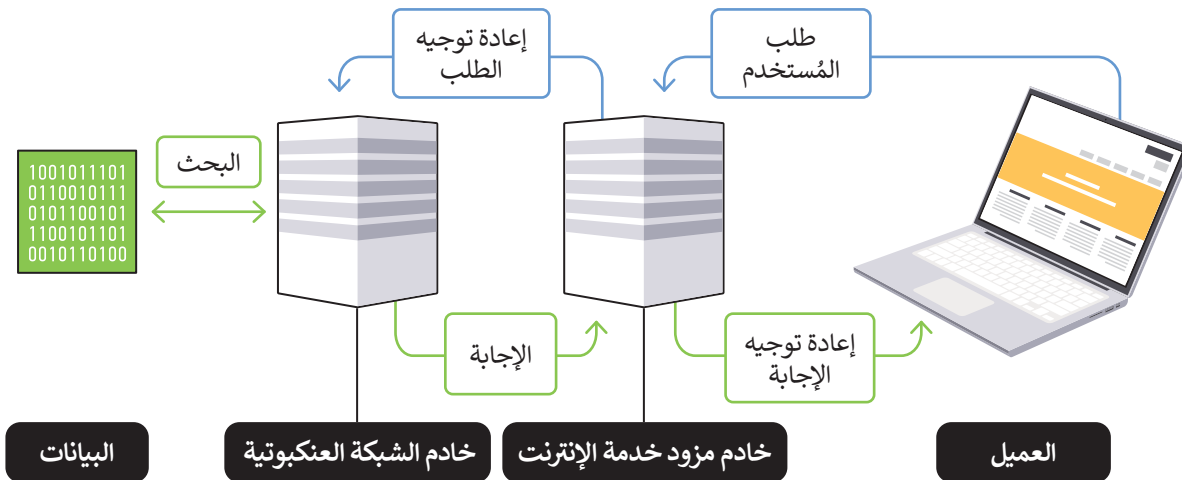 طلب
المُستخدم
إعادة توجيه
الطلب
البحث
1001011101
0110010111
0101100101
1100101101
0010110100
الإجابة
إعادة توجيه
الإجابة
العميل
خادم مزود خدمة الإنترنت
خادم الشبكة العنكبوتية
البيانات